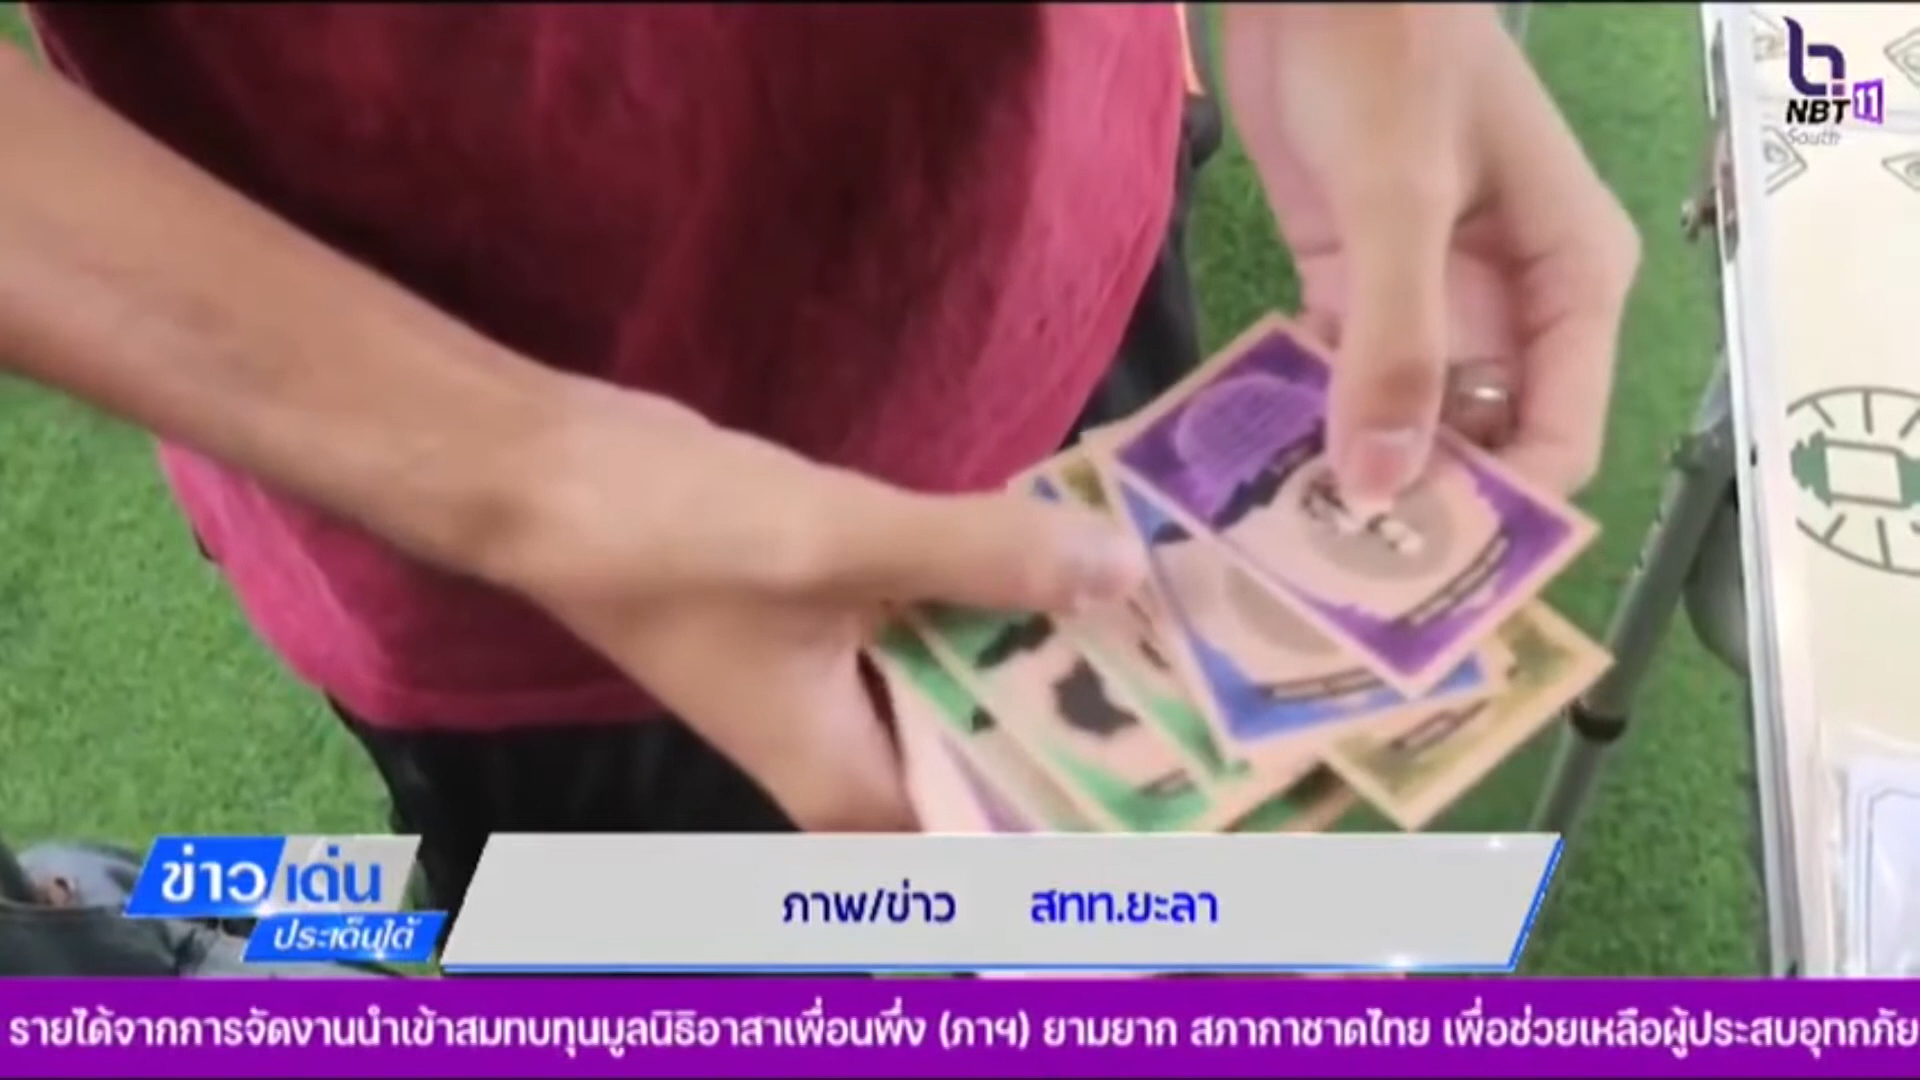 NBT 11
South
ข่าวเด่น
ประเด็นใต้
ภาพ/ข่าว สทท.ยะลา
รายได้จากการจัดงานนำเข้าสมทบทุนมูลนิธิอาสาเพื่อนพึ่ง (ภาฯ) ยามยาก สภากาชาดไทย เพื่อช่วยเหลือผู้ประสบอุทกภัย